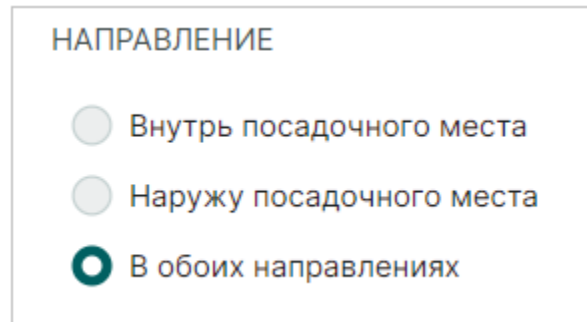 НАПРАВЛЕНИЕ
Внутрь посадочного места
Наружу посадочного места
В обоих направлениях